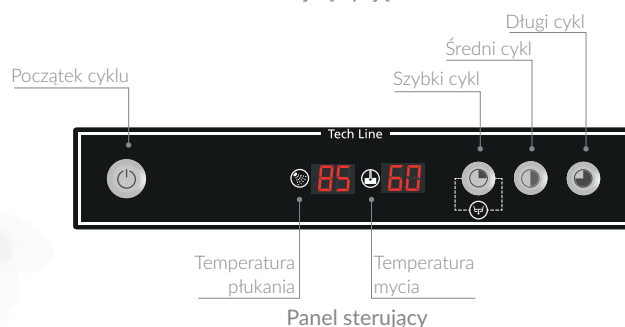 Długi cykl
Średni cykl
Szybki cykl
Początek cyklu
Tech Line
85 60
Temperatura
płukania
Temperatura
mycia
Panel sterujący